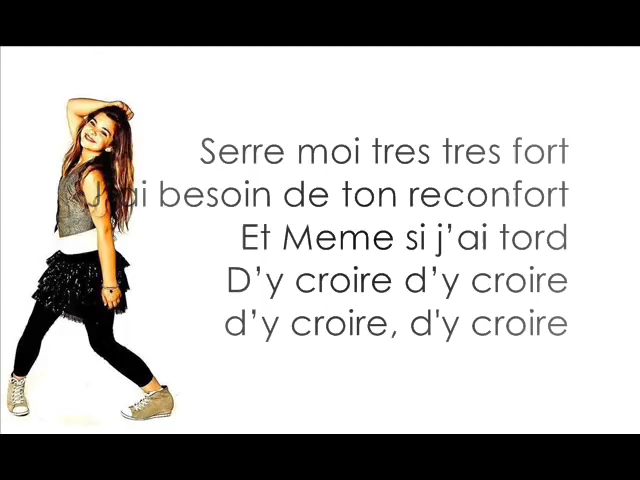 Serre moi tres tres fort
J'ai besoin de ton reconfort
Et Meme si j'ai tord
D'y croire d'y croire
d'y croire, d'y croire